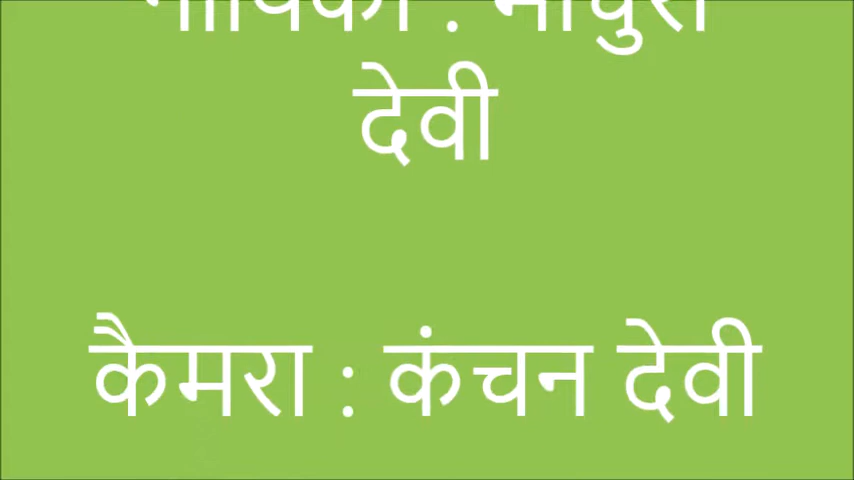 गायिका : माधुरी
देवी
कैमरा : कंचन देवी